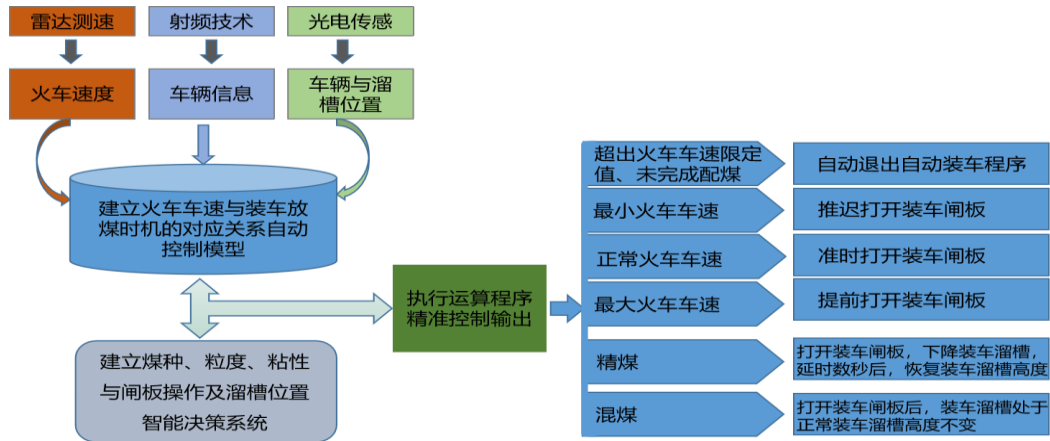 雷达测速
射频技术
光电传感
火车速度
车辆信息
车辆与溜
槽位置
建立火车车速与装车放
煤时机的对应关系自动
控制模型
执行运算程序
精准控制输出
建立煤种、粒度、粘性
与闸板操作及溜槽位置
智能决策系统
超出火车车速限定
值、未完成配煤
自动退出自动装车程序
最小火车车速
推迟打开装车闸板
正常火车车速
准时打开装车闸板
最大火车车速
提前打开装车闸板
精煤
打开装车闸板，下降装车溜槽，
延时数秒后，恢复装车溜槽高度
混煤
打开装车闸板后，装车溜槽处于
正常装车溜槽高度不变